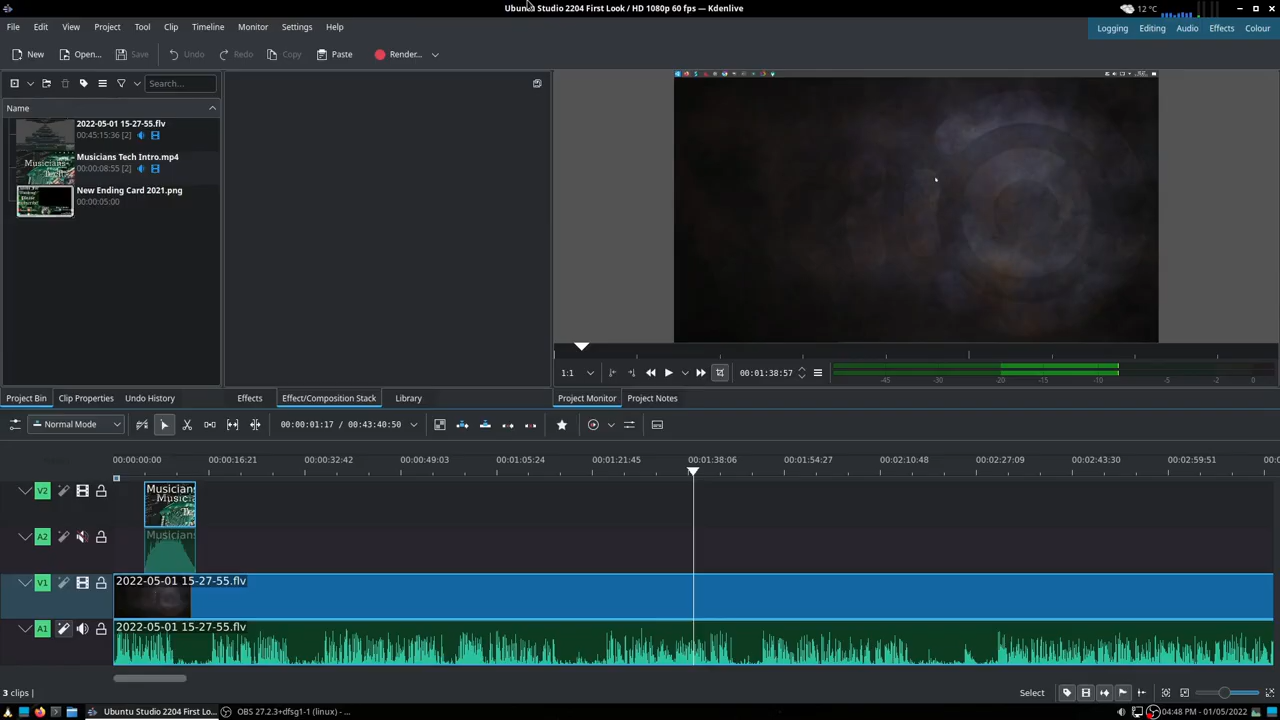 Ubuntu Studio 2204 First Look / HD 1080p 60 fps — Kdenlive
12 °C
File Edit View Project Tool Clip Timeline Monitor Settings Help
Logging Editing Audio Effects Colour
New Open... Save Undo Redo Copy Paste Render...
Search...
Name
2022-05-01 15-27-55.flv
00:45:15:36 [2]
Musicians Tech Intro.mp4
00:00:08:55 [2]
New Ending Card 2021.png
00:00:05:00
1:1 00:01:38:57
-45 -30 -20 -15 -10 -5 -2 0
Project Bin Clip Properties Undo History Effects Effect/Composition Stack Library Project Monitor Project Notes
Normal Mode 00:00:01:17 / 00:43:40:50
00:00:00:00 00:00:16:21 00:00:32:42 00:00:49:03 00:01:05:24 00:01:21:45 00:01:38:06 00:01:54:27 00:02:10:48 00:02:27:09 00:02:43:30 00:02:59:51
V2 Musicians
A2 Musicians
V1 2022-05-01 15-27-55.flv
A1 2022-05-01 15-27-55.flv
3 clips | Select
Ubuntu Studio 2204 First Lo... OBS 27.2.3+dfsg1-1 (linux) - ... 04:48 PM - 01/05/2022